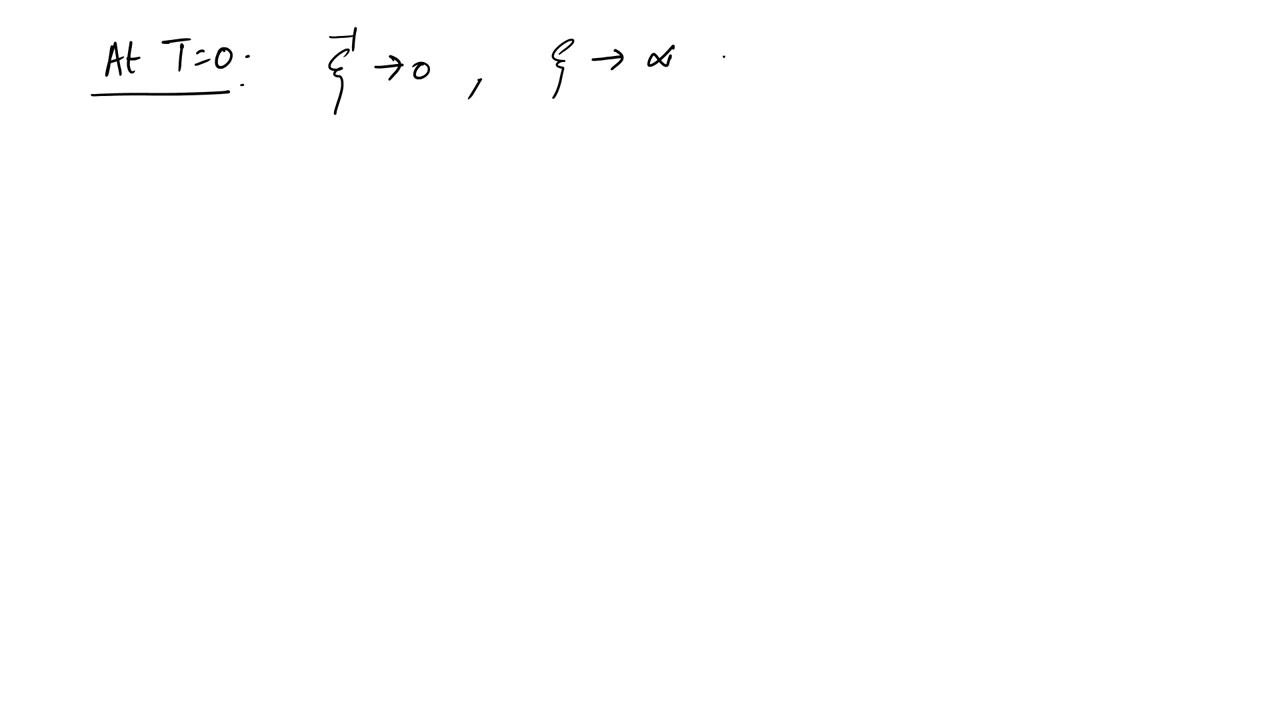 At T=0: ξ⁻¹ → 0 , ξ → ∝